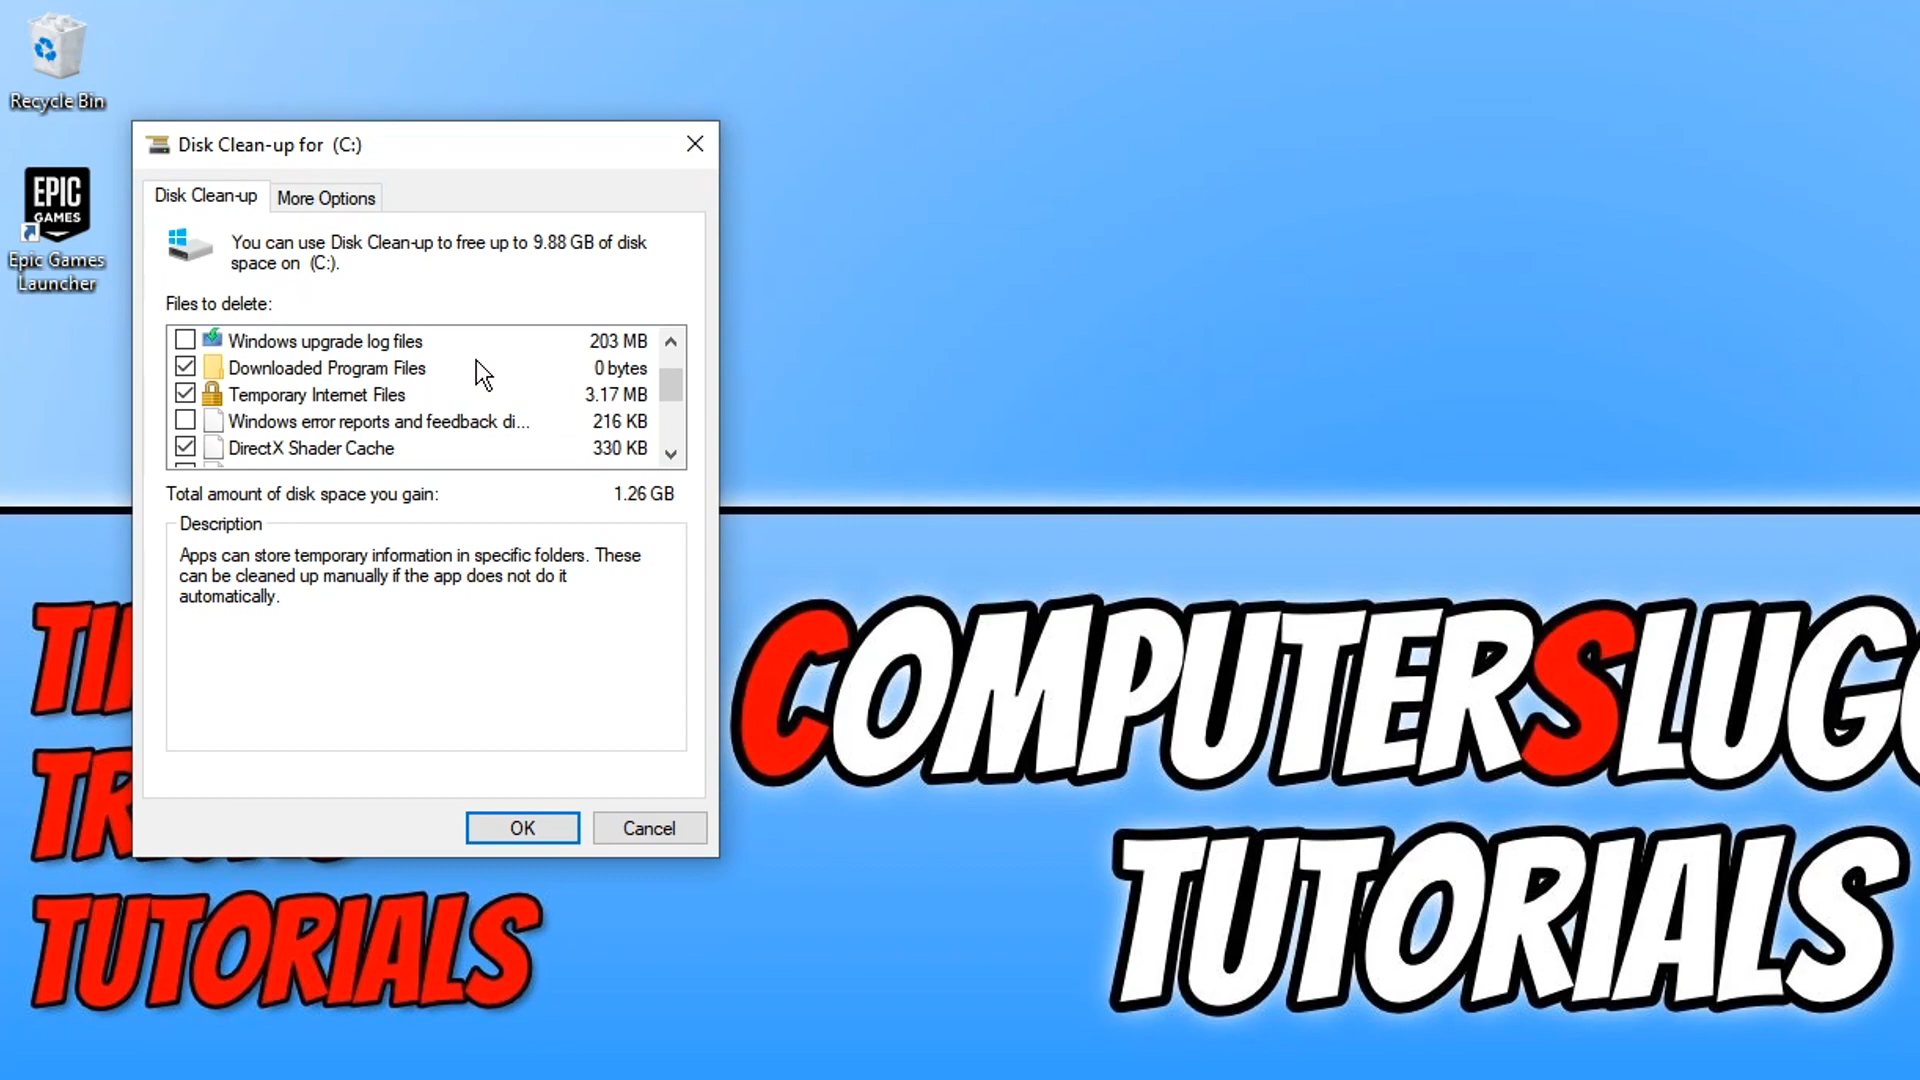 Recycle Bin
EPIC
GAMES
Epic Games
Launcher
Disk Clean-up for (C:)
Disk Clean-up
More Options
You can use Disk Clean-up to free up to 9.88 GB of disk
space on (C:).
Files to delete:
Windows upgrade log files 203 MB
Downloaded Program Files 0 bytes
Temporary Internet Files 3.17 MB
Windows error reports and feedback di... 216 KB
DirectX Shader Cache 330 KB
Total amount of disk space you gain: 1.26 GB
Description
Apps can store temporary information in specific folders. These
can be cleaned up manually if the app does not do it
automatically.
OK
Cancel
COMPUTERSLUG
TUTORIALS
TUTORIALS